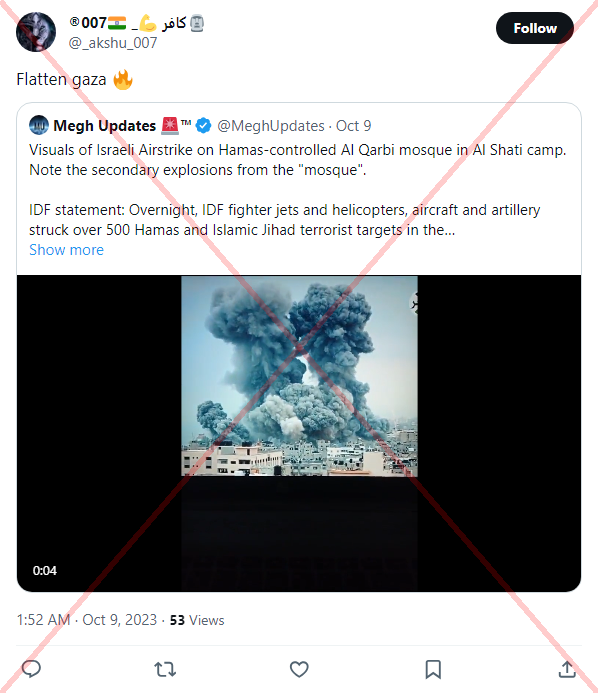 ®007🇮🇳_💪 كافر🗿
@_akshu_007
Follow
Flatten gaza 🔥
Megh Updates 🚨™ @MeghUpdates · Oct 9
Visuals of Israeli Airstrike on Hamas-controlled Al Qarbi mosque in Al Shati camp.
Note the secondary explosions from the "mosque".
IDF statement: Overnight, IDF fighter jets and helicopters, aircraft and artillery
struck over 500 Hamas and Islamic Jihad terrorist targets in the...
Show more
0:04
1:52 AM · Oct 9, 2023 · 53 Views